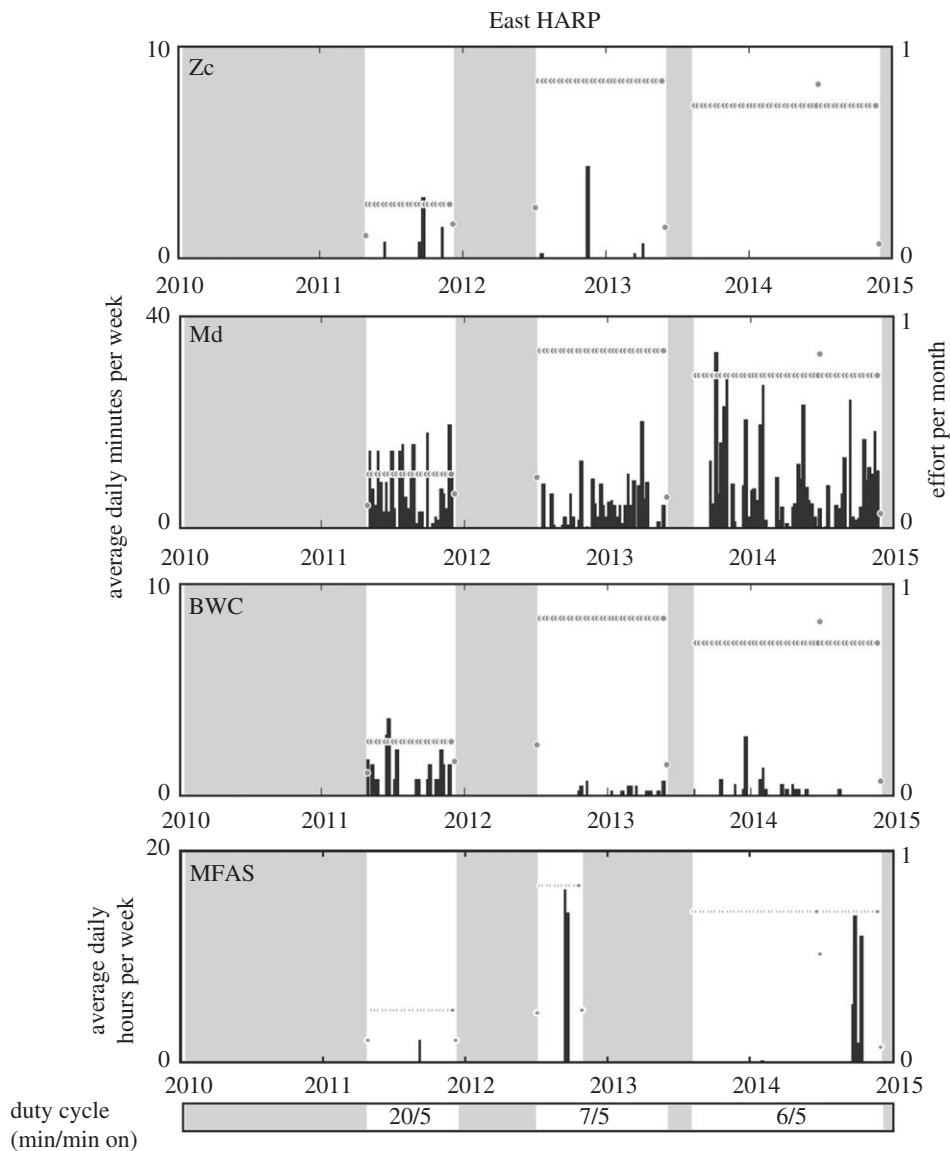 East HARP
10
1
Zc
0
0
2010 2011 2012 2013 2014 2015
average daily minutes per week
effort per month
40
1
Md
0
0
2010 2011 2012 2013 2014 2015
10
1
BWC
0
0
2010 2011 2012 2013 2014 2015
average daily
hours per week
20
1
MFAS
0
0
2010 2011 2012 2013 2014 2015
duty cycle
(min/min on)
20/5 7/5 6/5